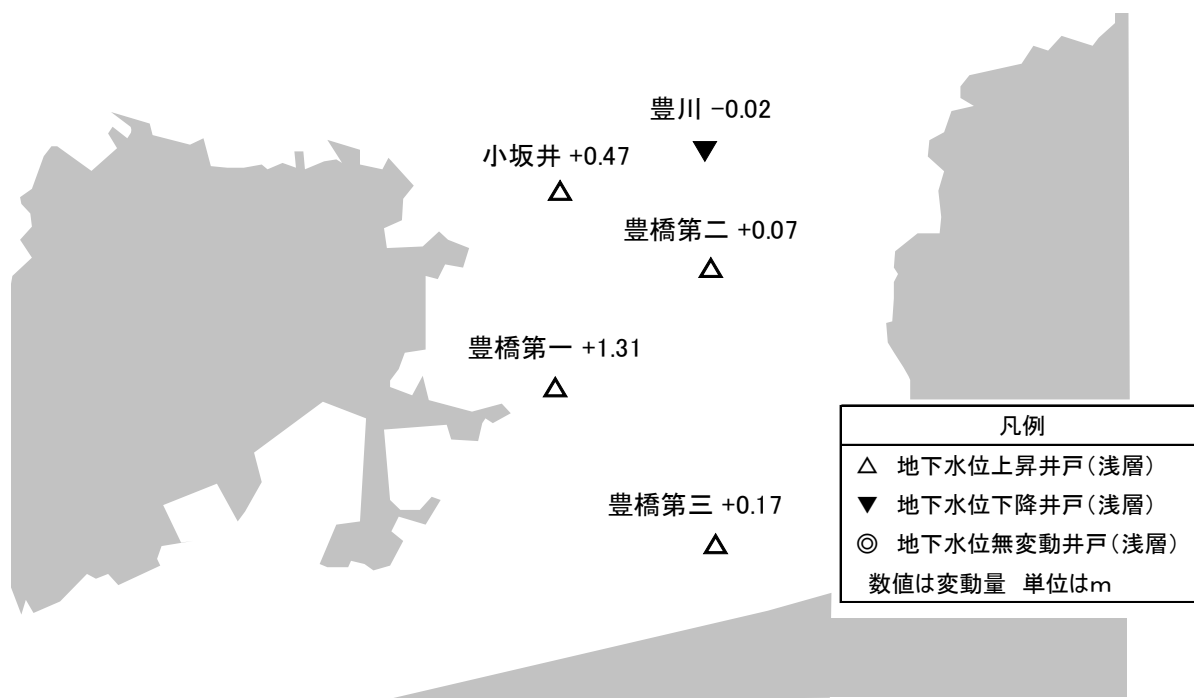 豊川 −0.02
小坂井 +0.47
豊橋第二 +0.07
豊橋第一 +1.31
豊橋第三 +0.17
凡例
△ 地下水位上昇井戸(浅層)
▼ 地下水位下降井戸(浅層)
◎ 地下水位無変動井戸(浅層)
数値は変動量 単位はm